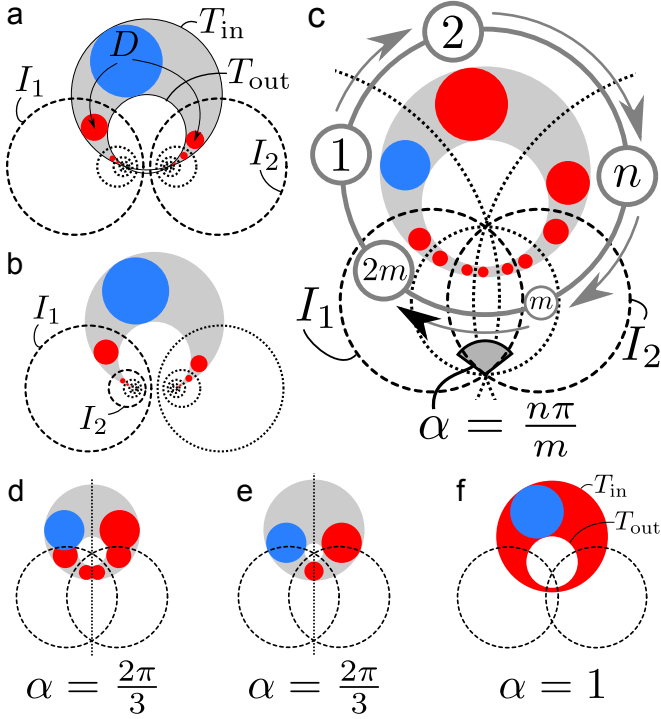 a
D
T_in
T_out
I_1
I_2
b
I_1
I_2
c
1
2
n
m
2m
I_1
I_2
α = nπ/m
d
α = 2π/3
e
α = 2π/3
f
T_in
T_out
α = 1